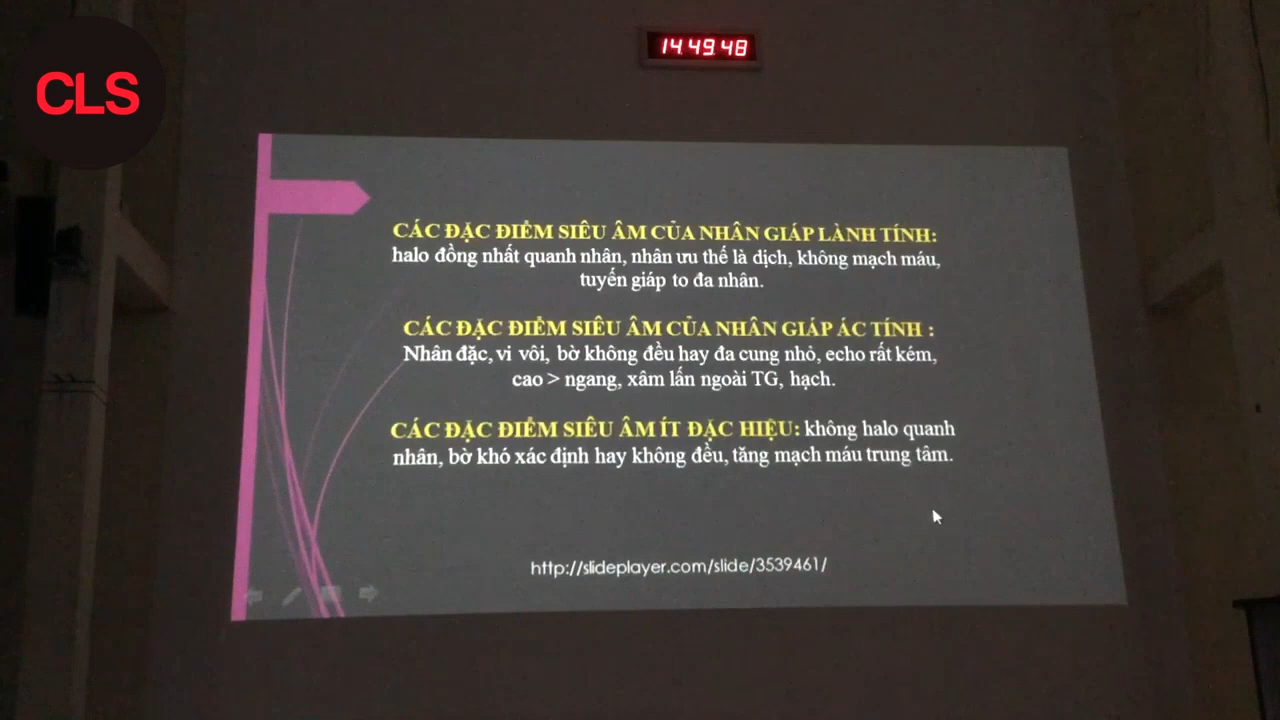 CLS
14.49.48
CÁC ĐẶC ĐIỂM SIÊU ÂM CỦA NHÂN GIÁP LÀNH TÍNH:
halo đồng nhất quanh nhân, nhân ưu thế là dịch, không mạch máu,
tuyến giáp to đa nhân.
CÁC ĐẶC ĐIỂM SIÊU ÂM CỦA NHÂN GIÁP ÁC TÍNH :
Nhân đặc, vi vôi, bờ không đều hay đa cung nhỏ, echo rất kém,
cao > ngang, xâm lấn ngoài TG, hạch.
CÁC ĐẶC ĐIỂM SIÊU ÂM ÍT ĐẶC HIỆU: không halo quanh
nhân, bờ khó xác định hay không đều, tăng mạch máu trung tâm.
http://slideplayer.com/slide/3539461/